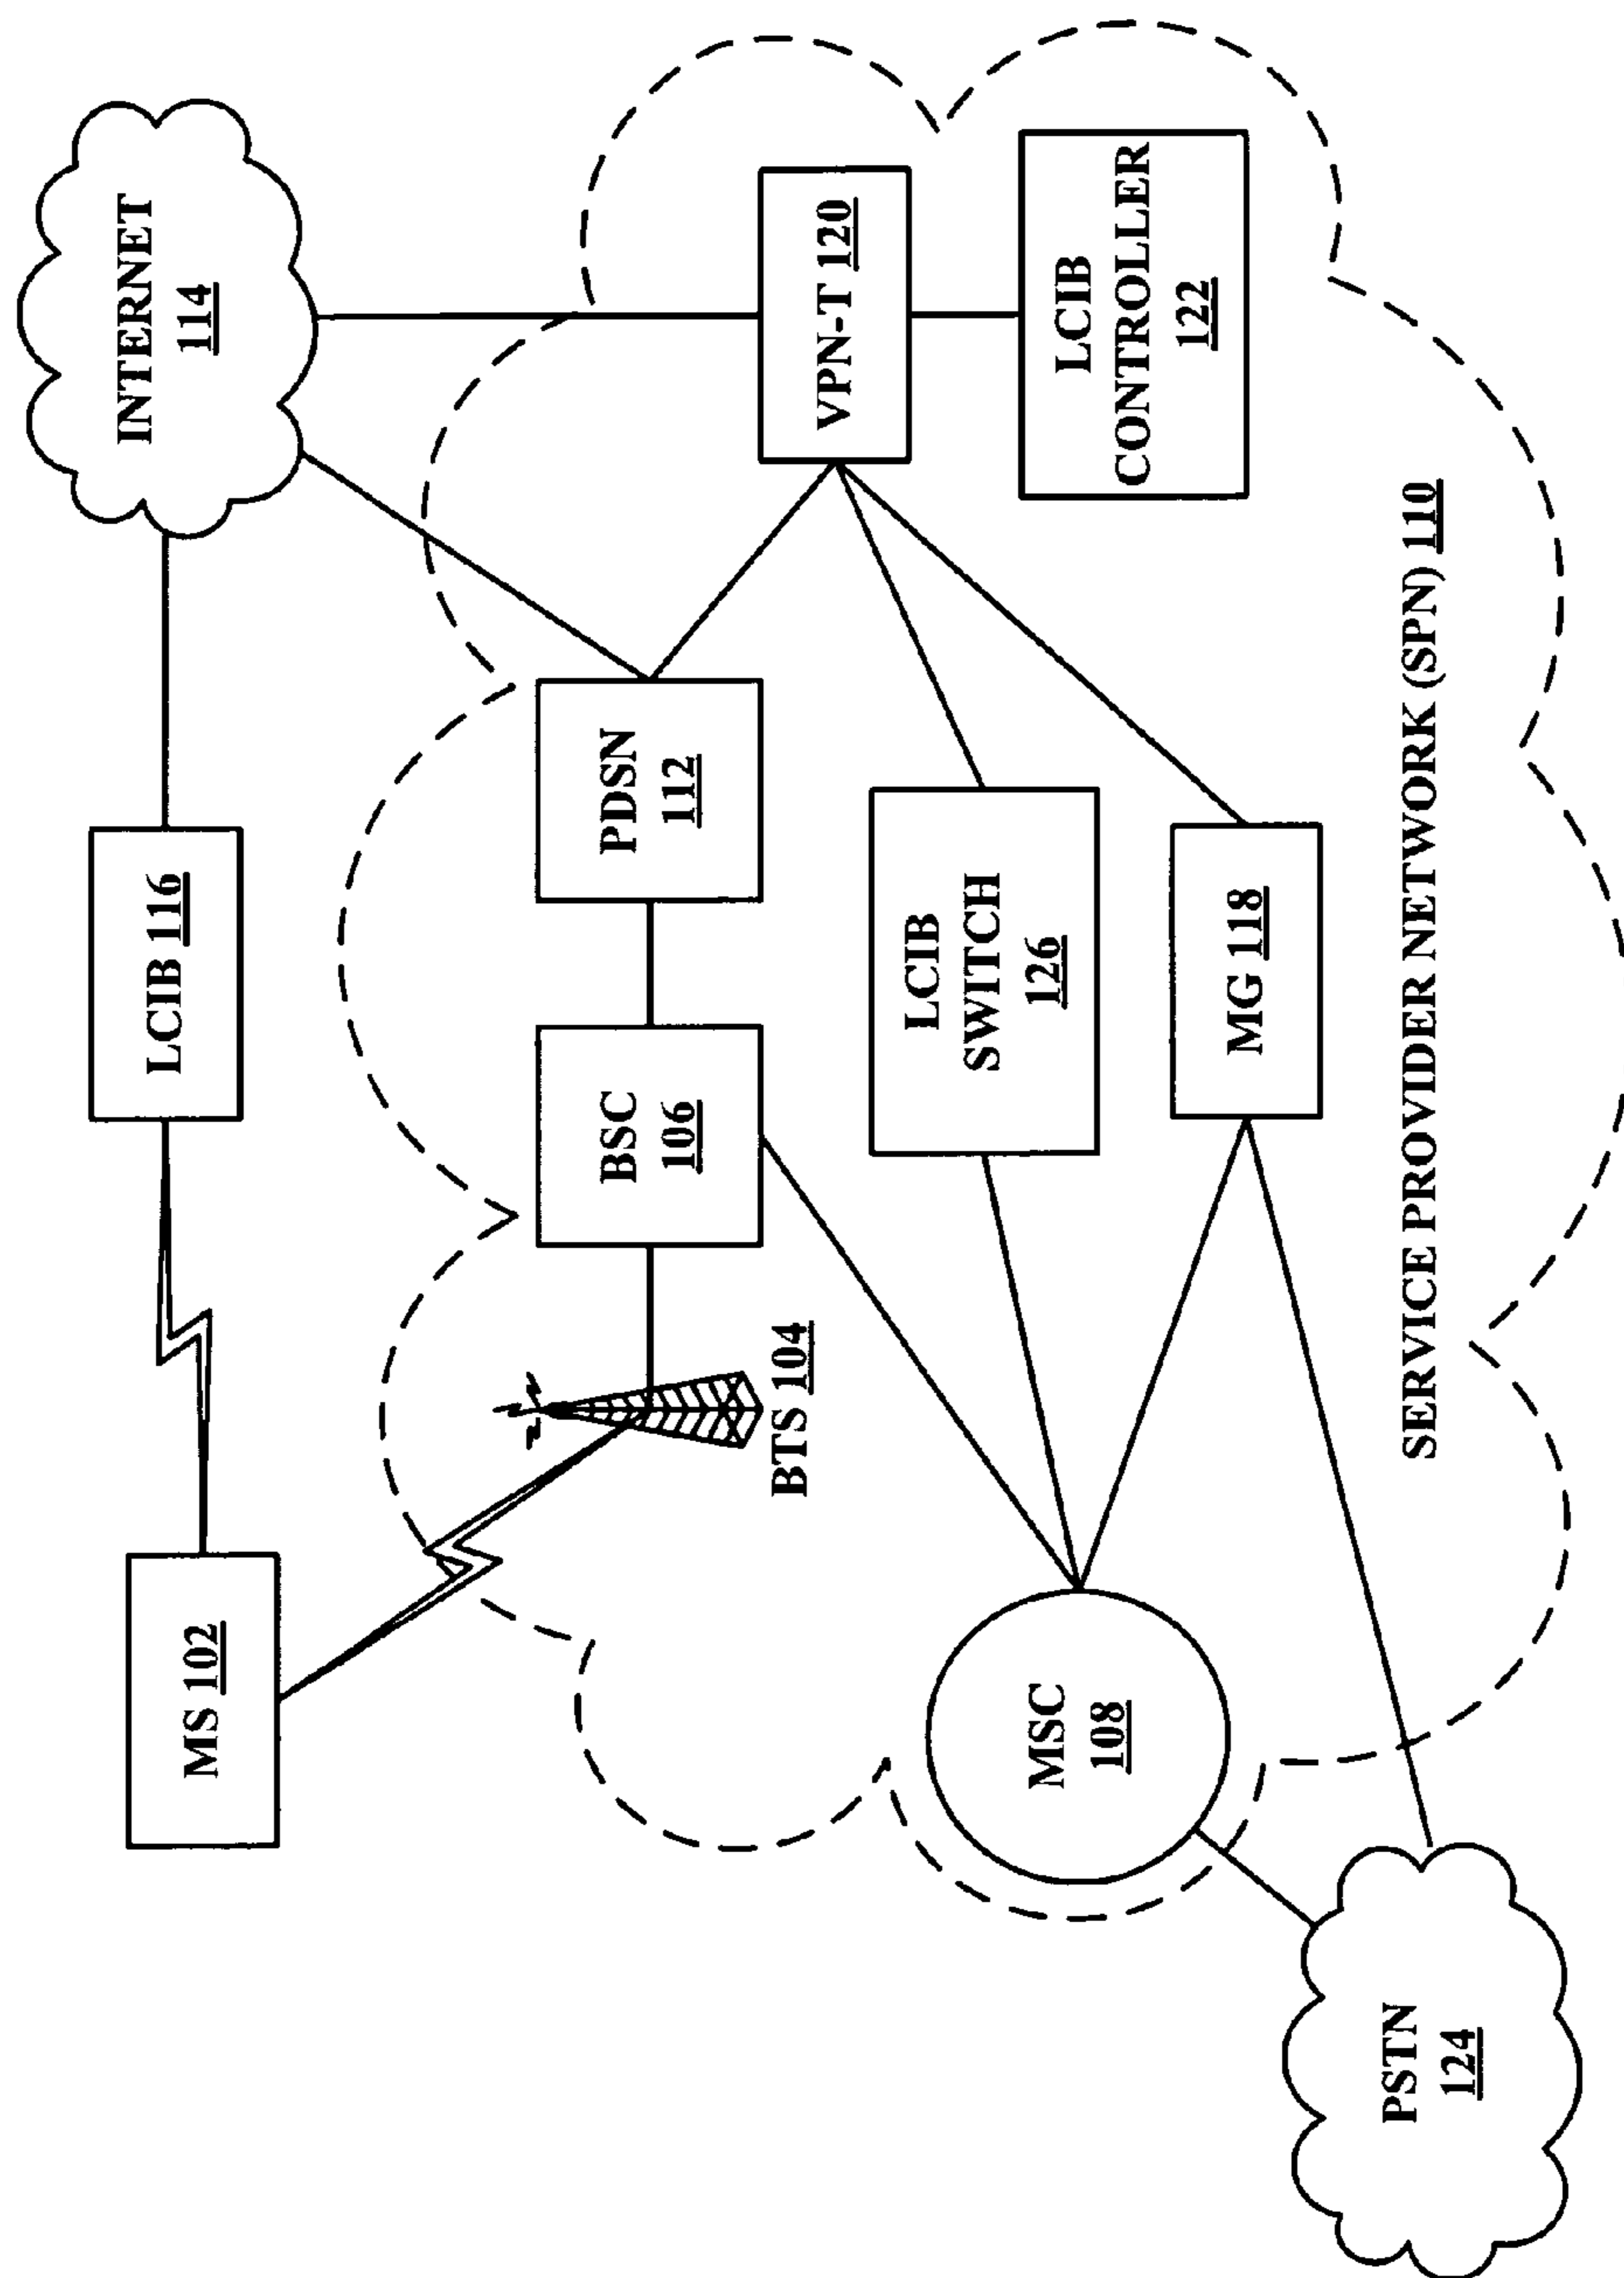 MS 102
LCIB 116
INTERNET
114
BTS 104
BSC
106
PDSN
112
VPN-T 120
LCIB
SWITCH
126
LCIB
CONTROLLER
122
MSC
108
MG 118
SERVICE PROVIDER NETWORK (SPN) 110
PSTN
124